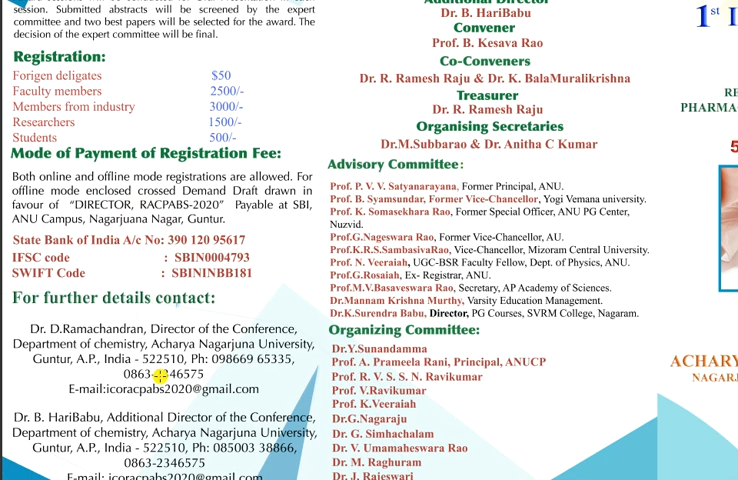 session. Submitted abstracts will be screened by the expert
committee and two best papers will be selected for the award. The
decision of the expert committee will be final.
Registration:
Forigen deligates $50
Faculty members 2500/-
Members from industry 3000/-
Researchers 1500/-
Students 500/-
Mode of Payment of Registration Fee:
Both online and offline mode registrations are allowed. For
offline mode enclosed crossed Demand Draft drawn in
favour of "DIRECTOR, RACPABS-2020" Payable at SBI,
ANU Campus, Nagarjuna Nagar, Guntur.
State Bank of India A/c No: 390 120 95617
IFSC code : SBIN0004793
SWIFT Code : SBININBB181
For further details contact:
Dr. D.Ramachandran, Director of the Conference,
Department of chemistry, Acharya Nagarjuna University,
Guntur, A.P., India - 522510, Ph: 098669 65335,
0863-2346575
E-mail:icoracpabs2020@gmail.com
Dr. B. HariBabu, Additional Director of the Conference,
Department of chemistry, Acharya Nagarjuna University,
Guntur, A.P., India - 522510, Ph: 085003 38866,
0863-2346575
E-mail: icoracpabs2020@gmail.com
Additional Director
Dr. B. HariBabu
Convener
Prof. B. Kesava Rao
Co-Conveners
Dr. R. Ramesh Raju & Dr. K. BalaMuralikrishna
Treasurer
Dr. R. Ramesh Raju
Organising Secretaries
Dr.M.Subbarao & Dr. Anitha C Kumar
Advisory Committee:
Prof. P. V. V. Satyanarayana, Former Principal, ANU.
Prof. B. Syamsundar, Former Vice-Chancellor, Yogi Vemana university.
Prof. K. Somasekhara Rao, Former Special Officer, ANU PG Center,
Nuzvid.
Prof.G.Nageswara Rao, Former Vice-Chancellor, AU.
Prof.K.R.S.SambasivaRao, Vice-Chancellor, Mizoram Central University.
Prof. N. Veeraiah, UGC-BSR Faculty Fellow, Dept. of Physics, ANU.
Prof.G.Rosaiah, Ex- Registrar, ANU.
Prof.M.V.Basaveswara Rao, Secretary, AP Academy of Sciences.
Dr.Mannam Krishna Murthy, Varsity Education Management.
Dr.K.Surendra Babu, Director, PG Courses, SVRM College, Nagaram.
Organizing Committee:
Dr.Y.Sunandamma
Prof. A. Prameela Rani, Principal, ANUCP
Prof. R. V. S. S. N. Ravikumar
Prof. V.Ravikumar
Prof. K.Veeraiah
Dr.G.Nagaraju
Dr. G. Simhachalam
Dr. V. Umamaheswara Rao
Dr. M. Raghuram
Dr. J. Rajeswari
1st I
RE
PHARMA
5
ACHARY
NAGARJ